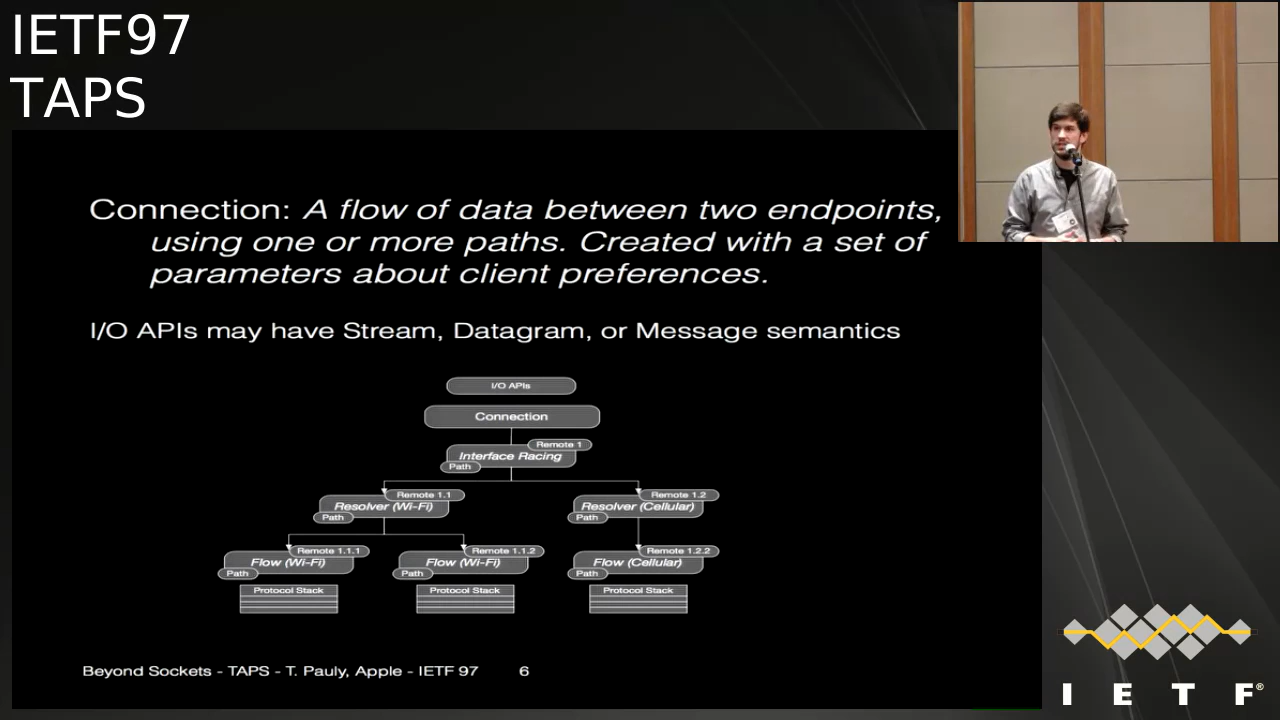 IETF97
TAPS
Connection: A flow of data between two endpoints,
using one or more paths. Created with a set of
parameters about client preferences.
I/O APIs may have Stream, Datagram, or Message semantics
I/O APIs
Connection
Remote 1
Interface Racing
Path
Remote 1.1
Resolver (Wi-Fi)
Path
Remote 1.2
Resolver (Cellular)
Path
Remote 1.1.1
Flow (Wi-Fi)
Path
Protocol Stack
Remote 1.1.2
Flow (Wi-Fi)
Path
Protocol Stack
Remote 1.2.2
Flow (Cellular)
Path
Protocol Stack
Beyond Sockets - TAPS - T. Pauly, Apple - IETF 97 6
I E T F®